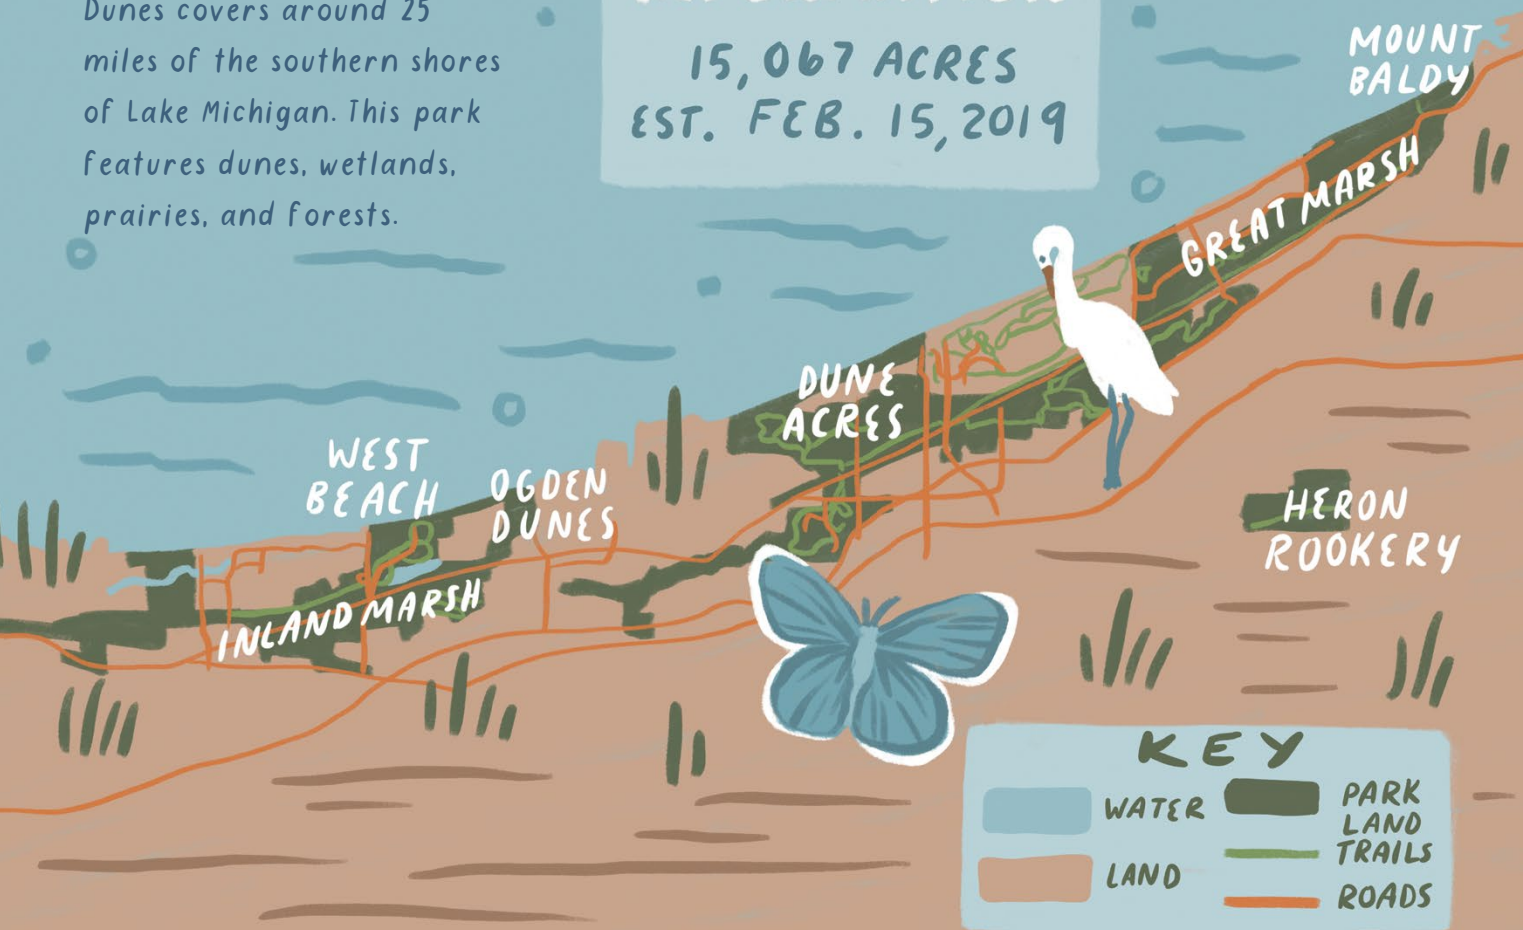 Dunes covers around 25
miles of the southern shores
of Lake Michigan. This park
features dunes, wetlands,
prairies, and forests.
15,067 ACRES
EST. FEB. 15, 2019
MOUNT
BALDY
GREAT MARSH
DUNE
ACRES
WEST
BEACH
OGDEN
DUNES
INLAND MARSH
HERON
ROOKERY
KEY
WATER
LAND
PARK
LAND
TRAILS
ROADS